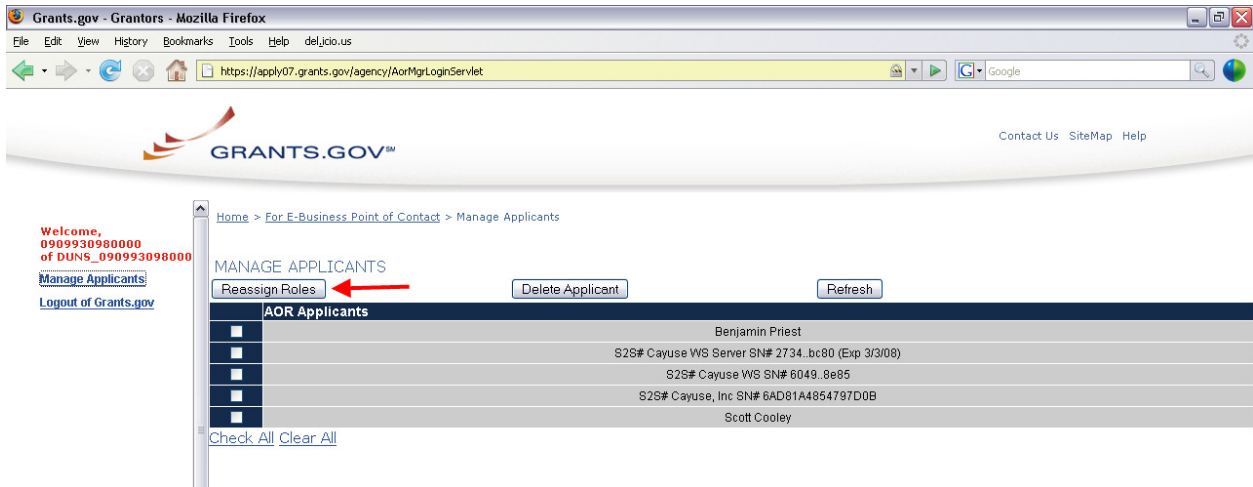 Grants.gov - Grantors - Mozilla Firefox
File Edit View History Bookmarks Tools Help del.icio.us
https://apply07.grants.gov/agency/AorMgrLoginServlet
G Google
GRANTS.GOV℠
Contact Us SiteMap Help
Home > For E-Business Point of Contact > Manage Applicants
Welcome,
0909930980000
of DUNS_090993098000
Manage Applicants
Logout of Grants.gov
MANAGE APPLICANTS
Reassign Roles Delete Applicant Refresh
AOR Applicants
Benjamin Priest
S2S# Cayuse WS Server SN# 2734..bc80 (Exp 3/3/08)
S2S# Cayuse WS SN# 6049..8e85
S2S# Cayuse, Inc SN# 6AD81A4854797D0B
Scott Cooley
Check All Clear All